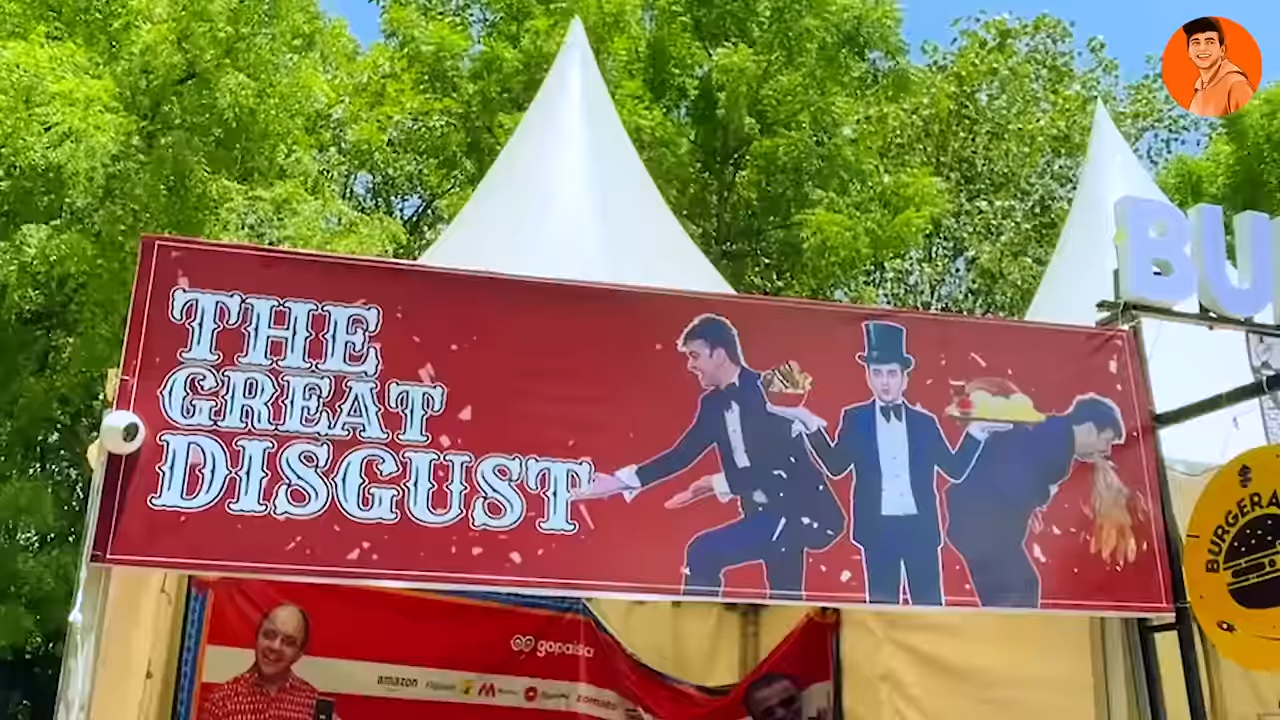 THE
GREAT
DISGUST
BU
BURGERA
gopaisa
amazon
zomato